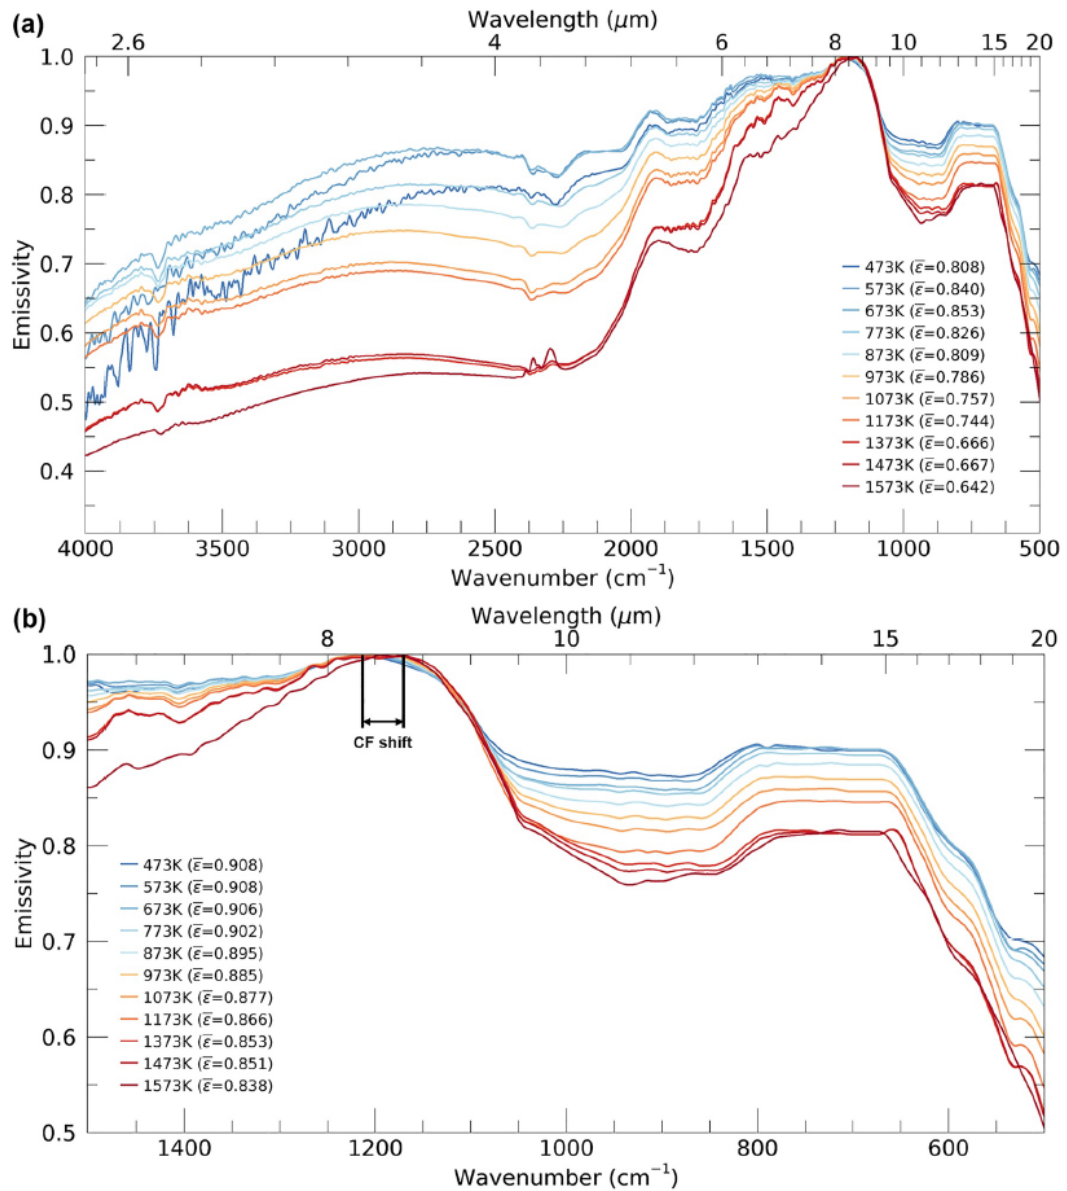 (a)
Wavelength (μm)
2.6 4 6 8 10 15 20
1.0
0.9
0.8
0.7
0.6
0.5
0.4
Emissivity
473K (ε̅=0.808)
573K (ε̅=0.840)
673K (ε̅=0.853)
773K (ε̅=0.826)
873K (ε̅=0.809)
973K (ε̅=0.786)
1073K (ε̅=0.757)
1173K (ε̅=0.744)
1373K (ε̅=0.666)
1473K (ε̅=0.667)
1573K (ε̅=0.642)
4000 3500 3000 2500 2000 1500 1000 500
Wavenumber (cm⁻¹)
(b)
Wavelength (μm)
8 10 15 20
1.0
0.9
0.8
0.7
0.6
0.5
Emissivity
CF shift
473K (ε̅=0.908)
573K (ε̅=0.908)
673K (ε̅=0.906)
773K (ε̅=0.902)
873K (ε̅=0.895)
973K (ε̅=0.885)
1073K (ε̅=0.877)
1173K (ε̅=0.866)
1373K (ε̅=0.853)
1473K (ε̅=0.851)
1573K (ε̅=0.838)
1400 1200 1000 800 600
Wavenumber (cm⁻¹)